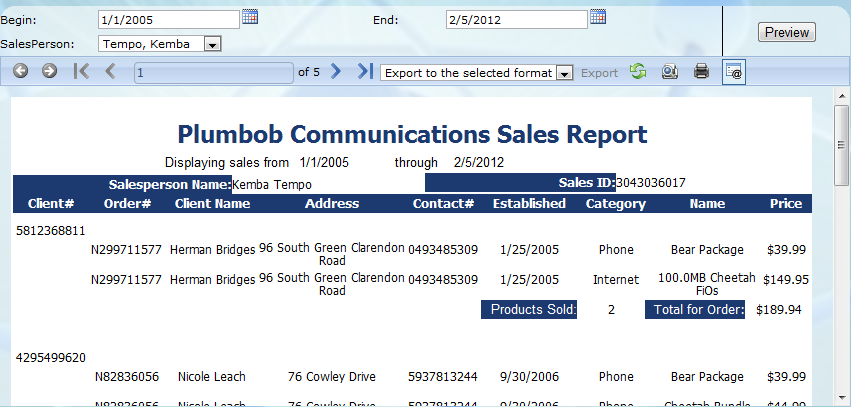 Begin: 1/1/2005 End: 2/5/2012
SalesPerson: Tempo, Kemba Preview
1 of 5 Export to the selected format Export
Plumbob Communications Sales Report
Displaying sales from 1/1/2005 through 2/5/2012
Salesperson Name: Kemba Tempo Sales ID: 3043036017
Client# Order# Client Name Address Contact# Established Category Name Price
5812368811
N299711577 Herman Bridges 96 South Green Clarendon 0493485309 1/25/2005 Phone Bear Package $39.99
Road
N299711577 Herman Bridges 96 South Green Clarendon 0493485309 1/25/2005 Internet 100.0MB Cheetah $149.95
Road FiOs
Products Sold: 2 Total for Order: $189.94
4295499620
N82836056 Nicole Leach 76 Cowley Drive 5937813244 9/30/2006 Phone Bear Package $39.99
N82836056 Nicole Leach 76 Cowley Drive 5937813244 9/30/2006 Phone Cheetah Bundle $44.99